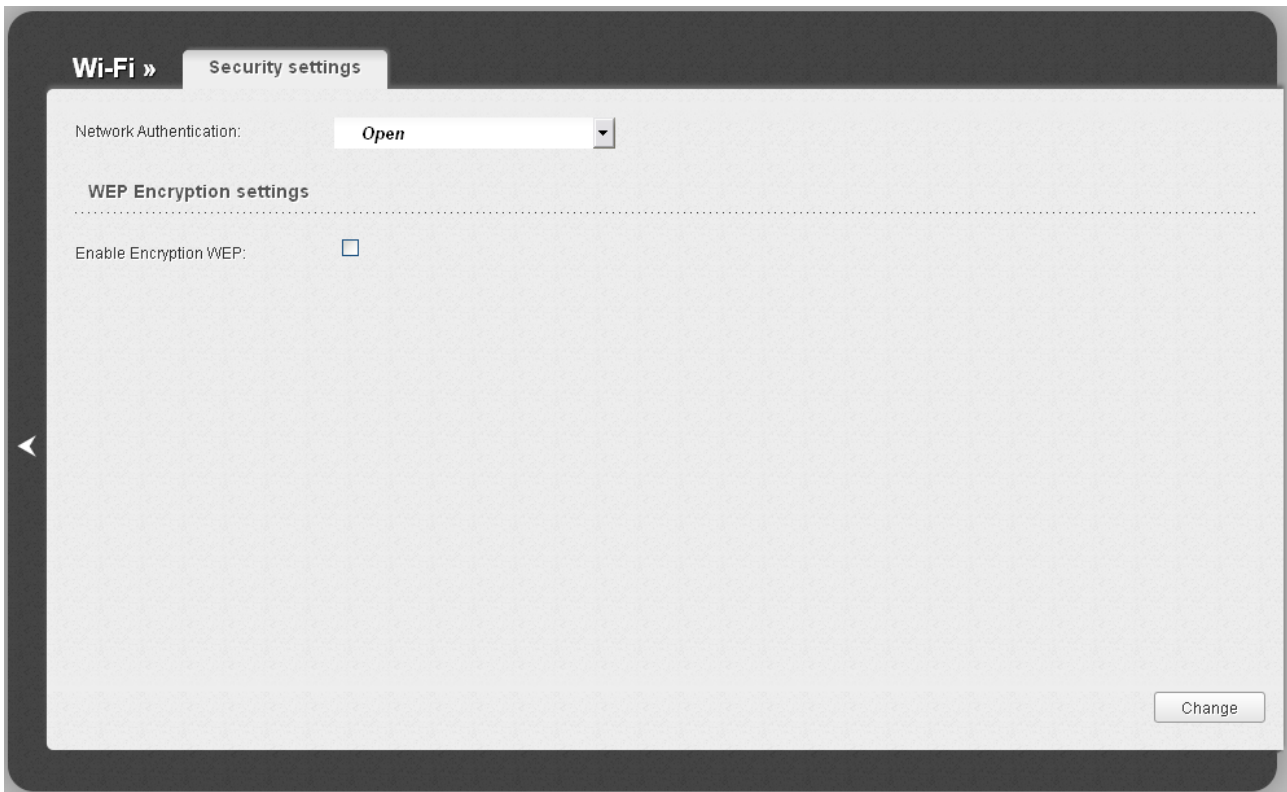 Wi-Fi » Security settings
Network Authentication: Open
WEP Encryption settings
Enable Encryption WEP:
Change